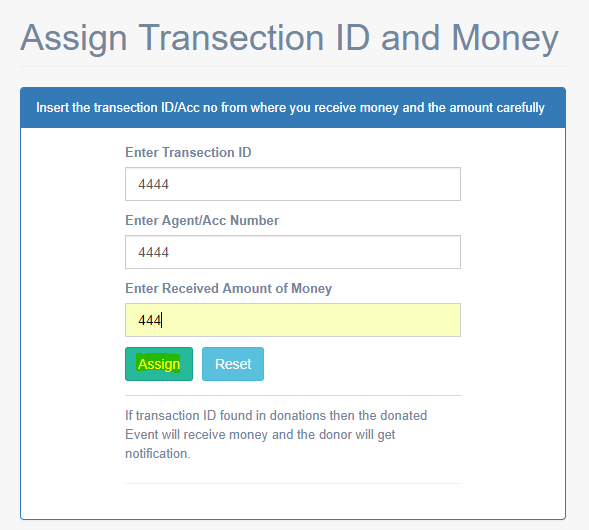 Assign Transection ID and Money
Insert the transection ID/Acc no from where you receive money and the amount carefully
Enter Transection ID
4444
Enter Agent/Acc Number
4444
Enter Received Amount of Money
444
Assign Reset
If transaction ID found in donations then the donated
Event will receive money and the donor will get
notification.